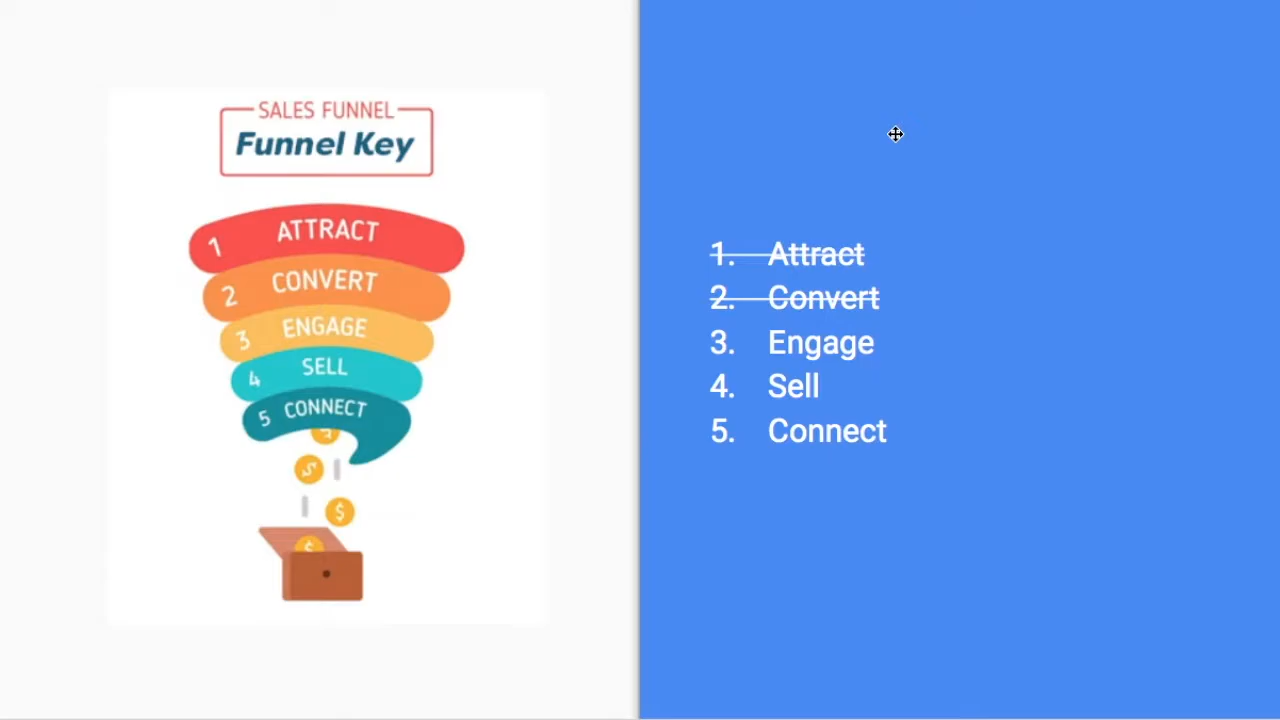 SALES FUNNEL
Funnel Key
1 ATTRACT
2 CONVERT
3 ENGAGE
4 SELL
5 CONNECT
$
$
1. Attract
2. Convert
3. Engage
4. Sell
5. Connect